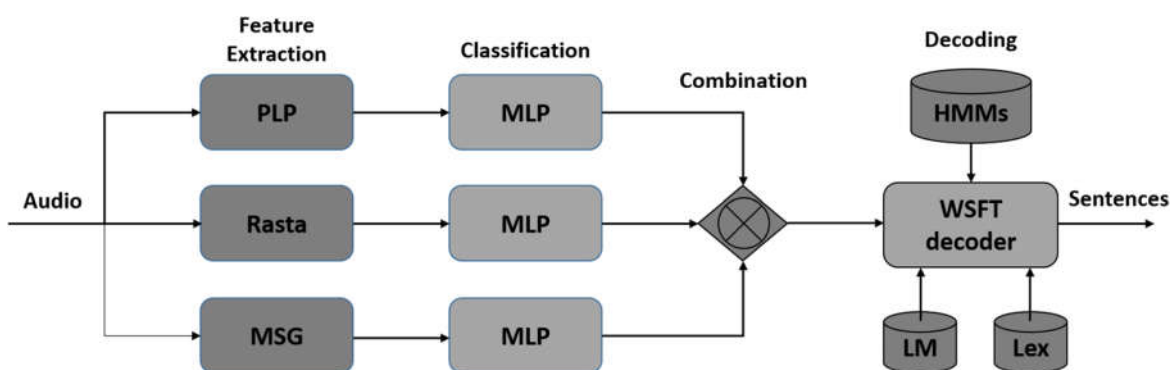 Feature
Extraction
Classification
Combination
Decoding
Audio
PLP
MLP
HMMs
Rasta
MLP
WSFT
decoder
Sentences
MSG
MLP
LM
Lex